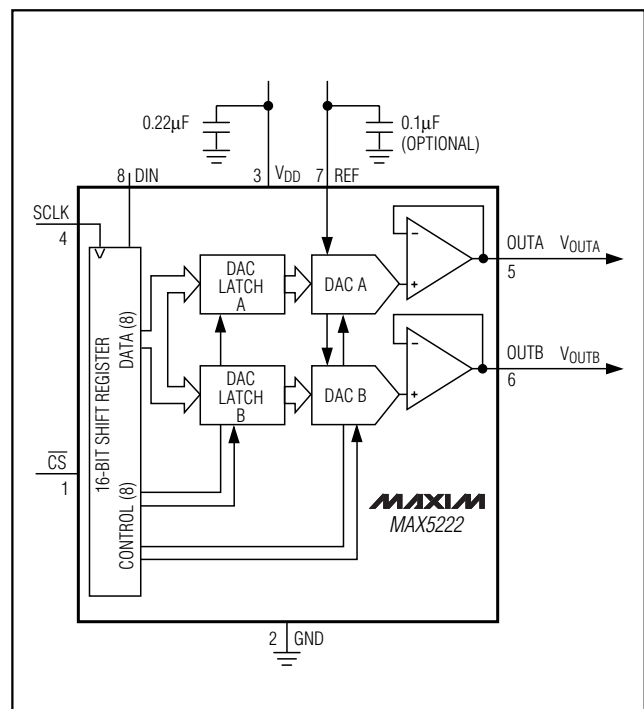 0.22µF
0.1µF
(OPTIONAL)
8 DIN
3 VDD
7 REF
SCLK
4
DAC
LATCH
A
DAC A
OUTA VOUTA
5
DATA (8)
DAC
LATCH
B
DAC B
OUTB VOUTB
6
16-BIT SHIFT REGISTER
CS
1
CONTROL (8)
MAXIM
MAX5222
2 GND
- +
- +